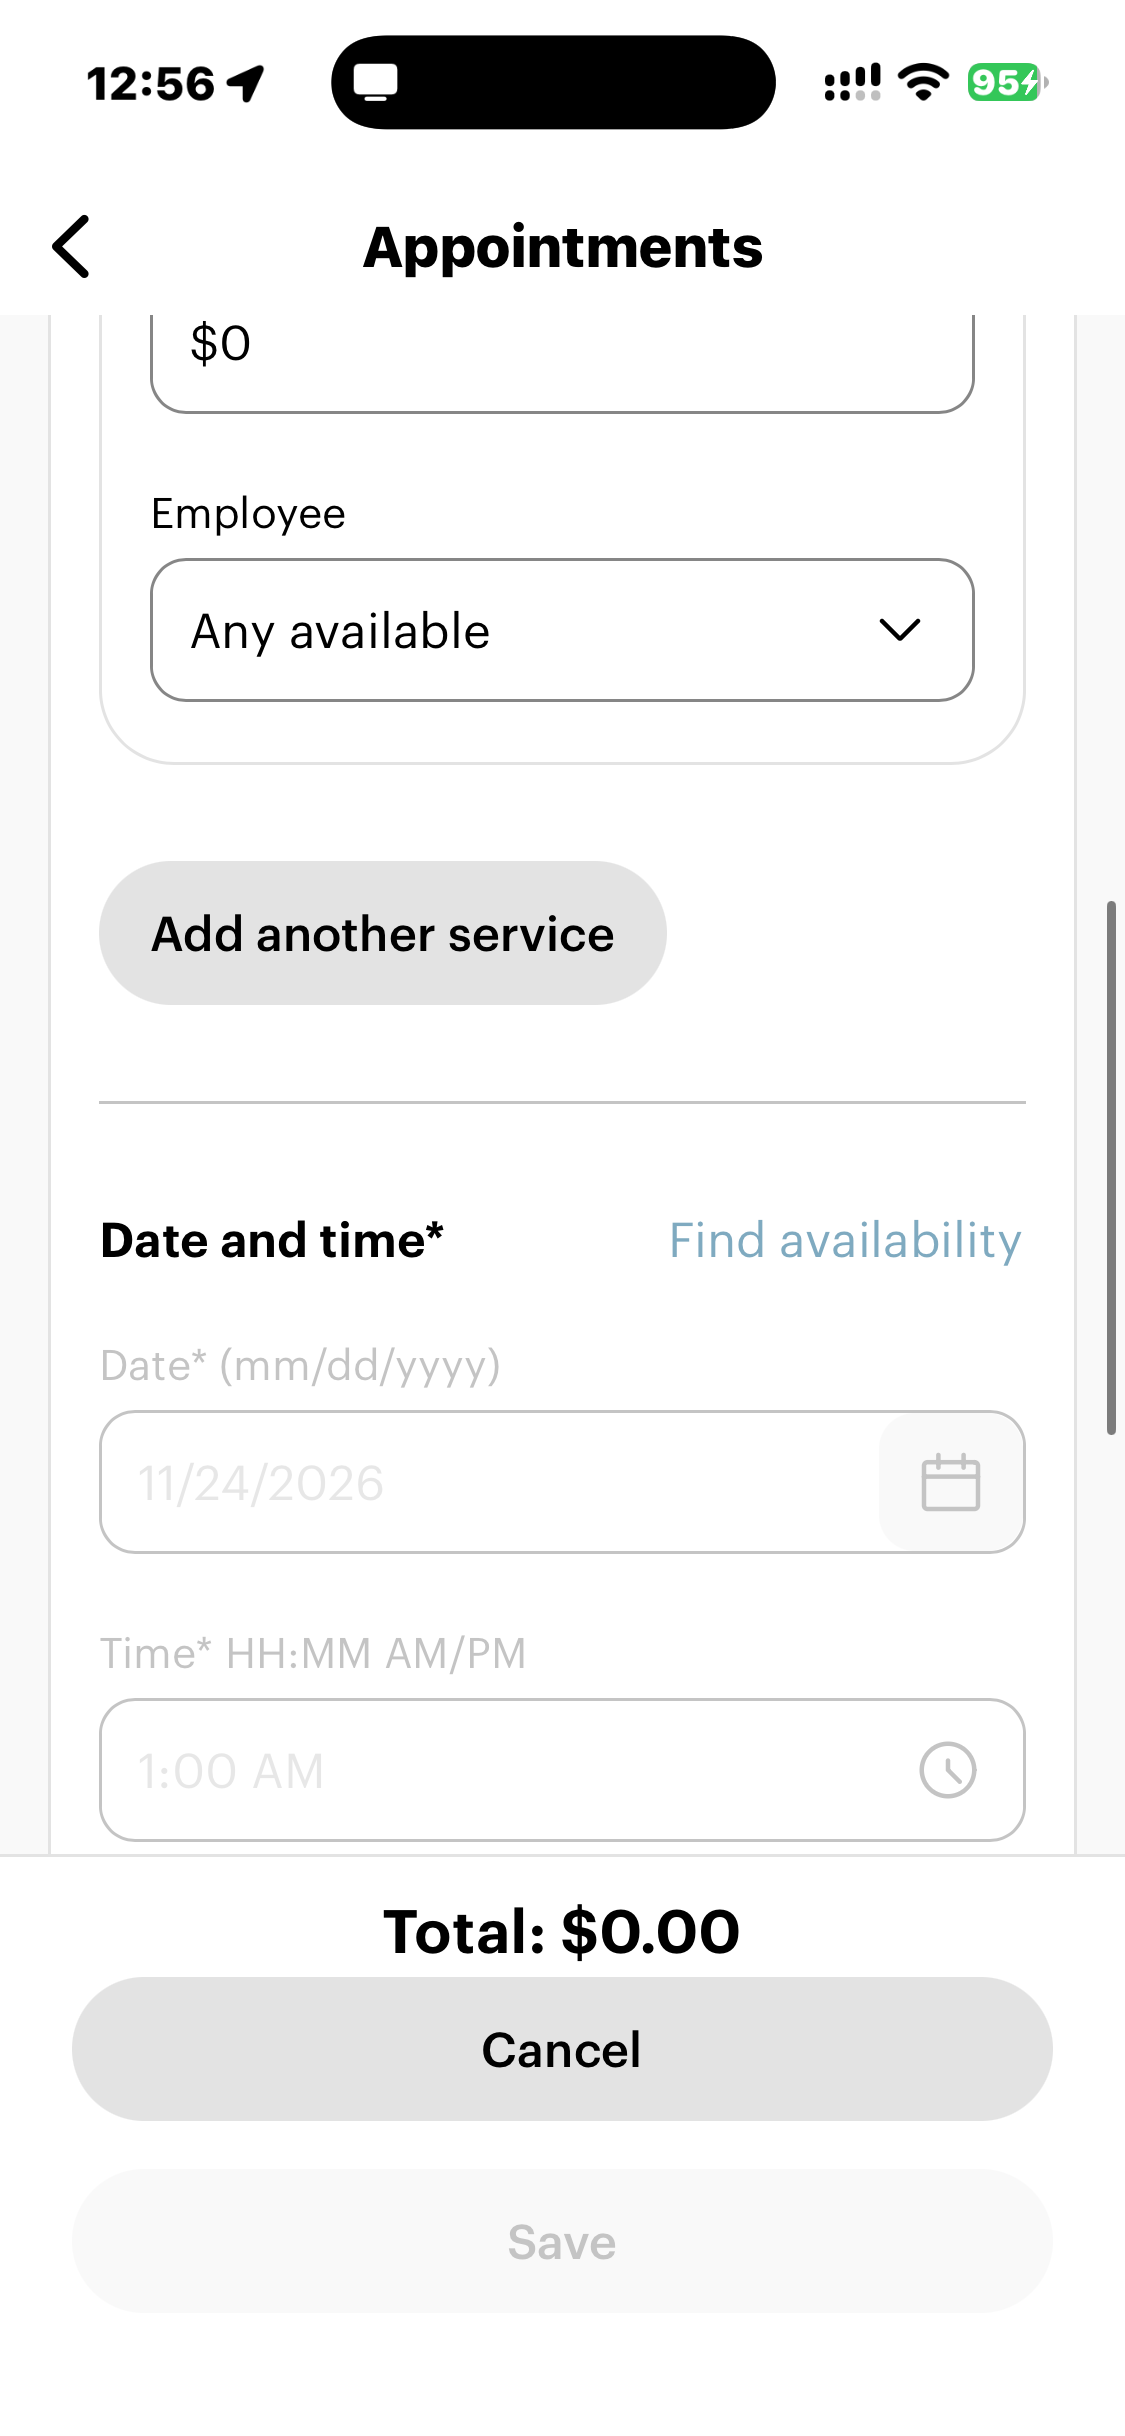 12:56
95
Appointments
$0
Employee
Any available
Add another service
Date and time*
Find availability
Date* (mm/dd/yyyy)
11/24/2026
Time* HH:MM AM/PM
1:00 AM
Total: $0.00
Cancel
Save